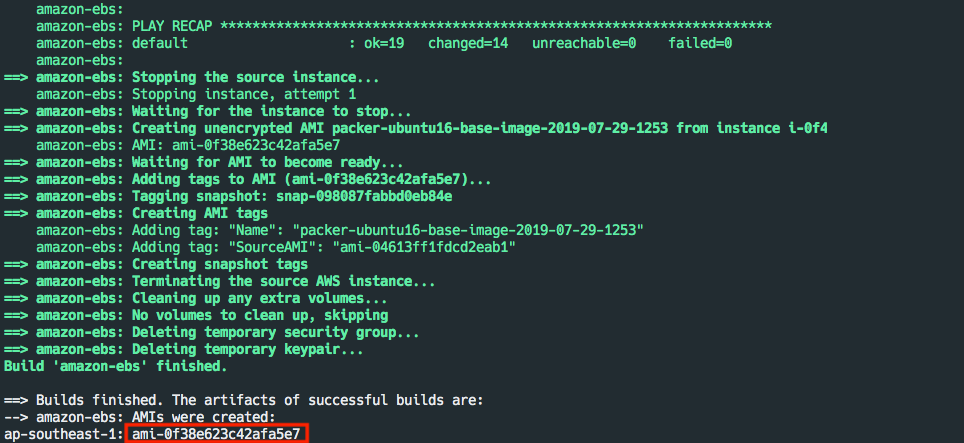 amazon-ebs:
amazon-ebs: PLAY RECAP *********************************************************************
amazon-ebs: default                    : ok=19   changed=14   unreachable=0    failed=0
amazon-ebs:
==> amazon-ebs: Stopping the source instance...
amazon-ebs: Stopping instance, attempt 1
==> amazon-ebs: Waiting for the instance to stop...
==> amazon-ebs: Creating unencrypted AMI packer-ubuntu16-base-image-2019-07-29-1253 from instance i-0f4
amazon-ebs: AMI: ami-0f38e623c42afa5e7
==> amazon-ebs: Waiting for AMI to become ready...
==> amazon-ebs: Adding tags to AMI (ami-0f38e623c42afa5e7)...
==> amazon-ebs: Tagging snapshot: snap-098087fabbd0eb84e
==> amazon-ebs: Creating AMI tags
amazon-ebs: Adding tag: "Name": "packer-ubuntu16-base-image-2019-07-29-1253"
amazon-ebs: Adding tag: "SourceAMI": "ami-04613ff1fdcd2eab1"
==> amazon-ebs: Creating snapshot tags
==> amazon-ebs: Terminating the source AWS instance...
==> amazon-ebs: Cleaning up any extra volumes...
==> amazon-ebs: No volumes to clean up, skipping
==> amazon-ebs: Deleting temporary security group...
==> amazon-ebs: Deleting temporary keypair...
Build 'amazon-ebs' finished.
==> Builds finished. The artifacts of successful builds are:
--> amazon-ebs: AMIs were created:
ap-southeast-1: ami-0f38e623c42afa5e7